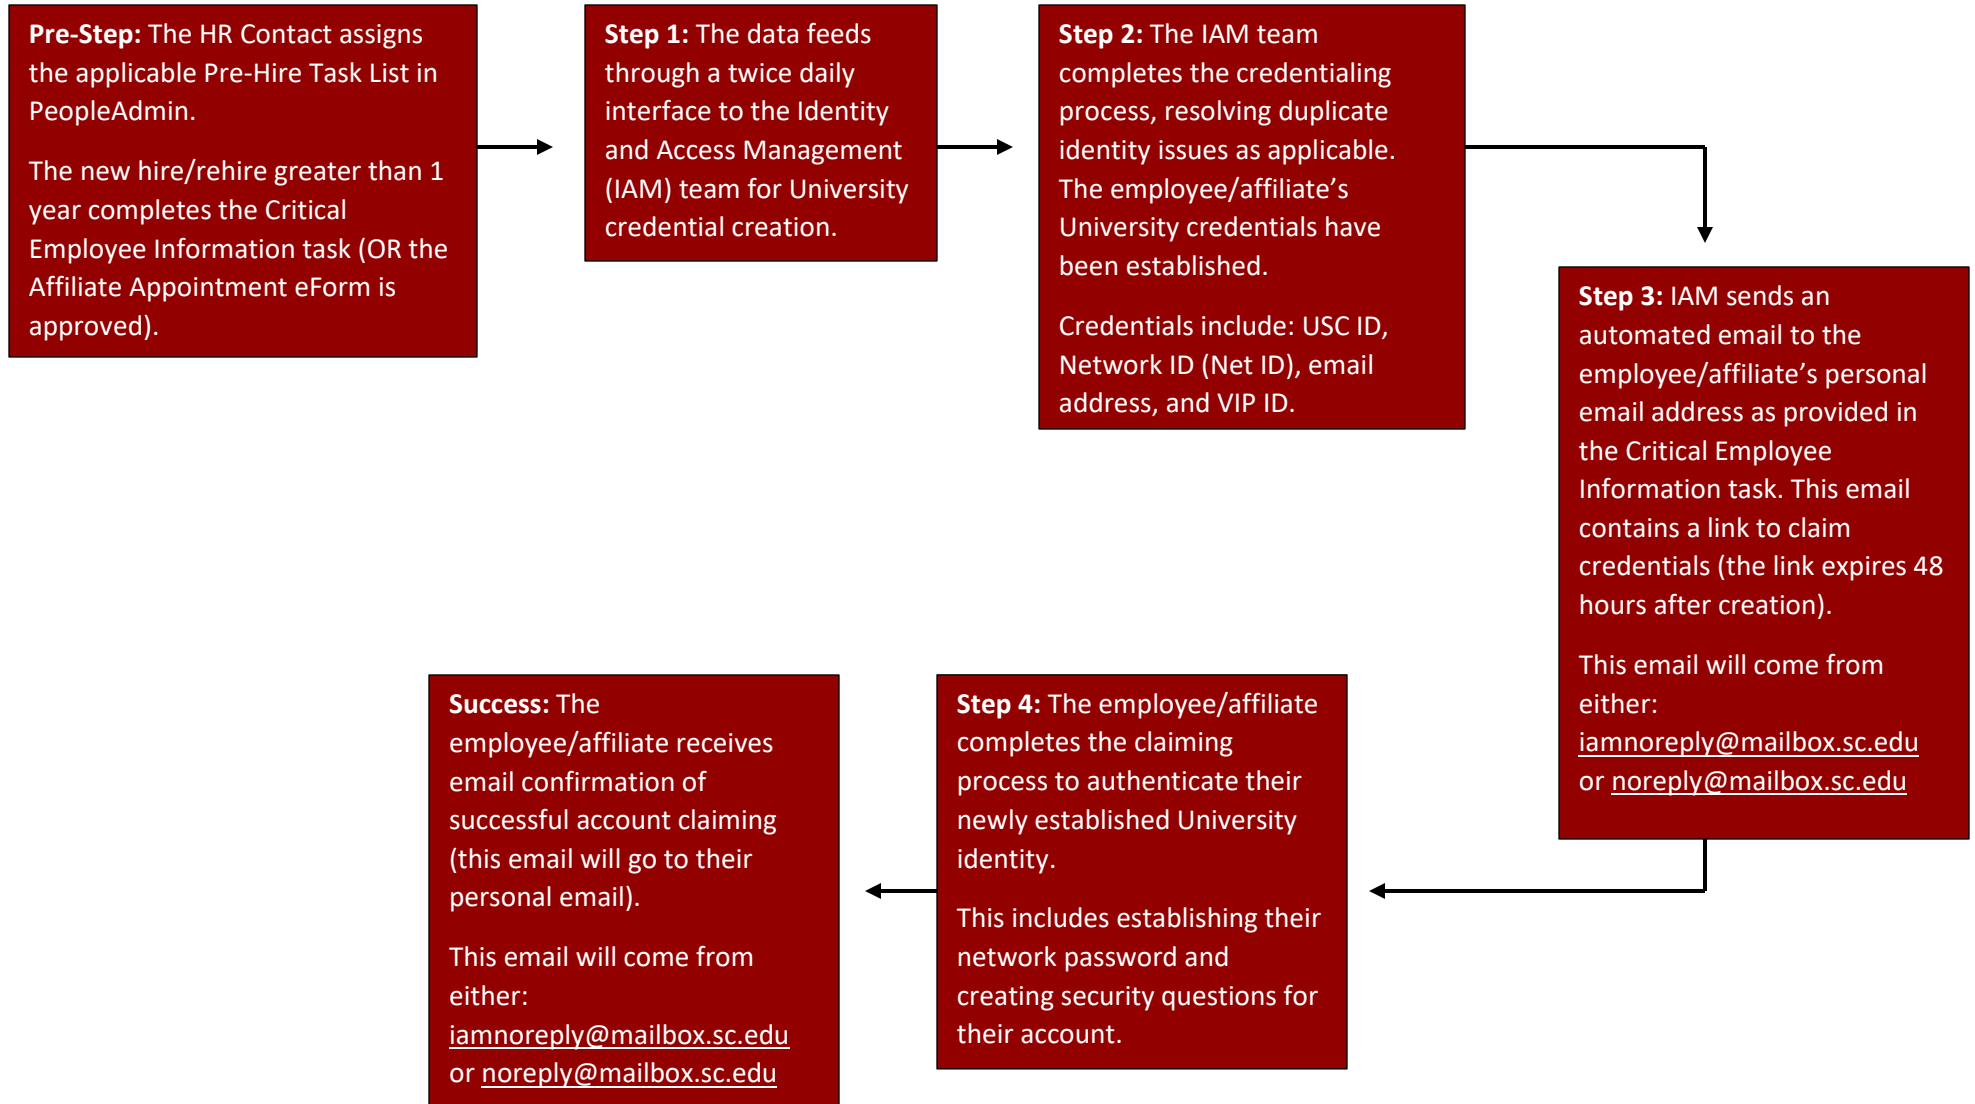 Pre-Step: The HR Contact assigns
the applicable Pre-Hire Task List in
PeopleAdmin.
The new hire/rehire greater than 1
year completes the Critical
Employee Information task (OR the
Affiliate Appointment eForm is
approved).
Step 1: The data feeds
through a twice daily
interface to the Identity
and Access Management
(IAM) team for University
credential creation.
Step 2: The IAM team
completes the credentialing
process, resolving duplicate
identity issues as applicable.
The employee/affiliate’s
University credentials have
been established.
Credentials include: USC ID,
Network ID (Net ID), email
address, and VIP ID.
Step 3: IAM sends an
automated email to the
employee/affiliate’s personal
email address as provided in
the Critical Employee
Information task. This email
contains a link to claim
credentials (the link expires 48
hours after creation).
This email will come from
either:
iamnoreply@mailbox.sc.edu
or noreply@mailbox.sc.edu
Step 4: The employee/affiliate
completes the claiming
process to authenticate their
newly established University
identity.
This includes establishing their
network password and
creating security questions for
their account.
Success: The
employee/affiliate receives
email confirmation of
successful account claiming
(this email will go to their
personal email).
This email will come from
either:
iamnoreply@mailbox.sc.edu
or noreply@mailbox.sc.edu